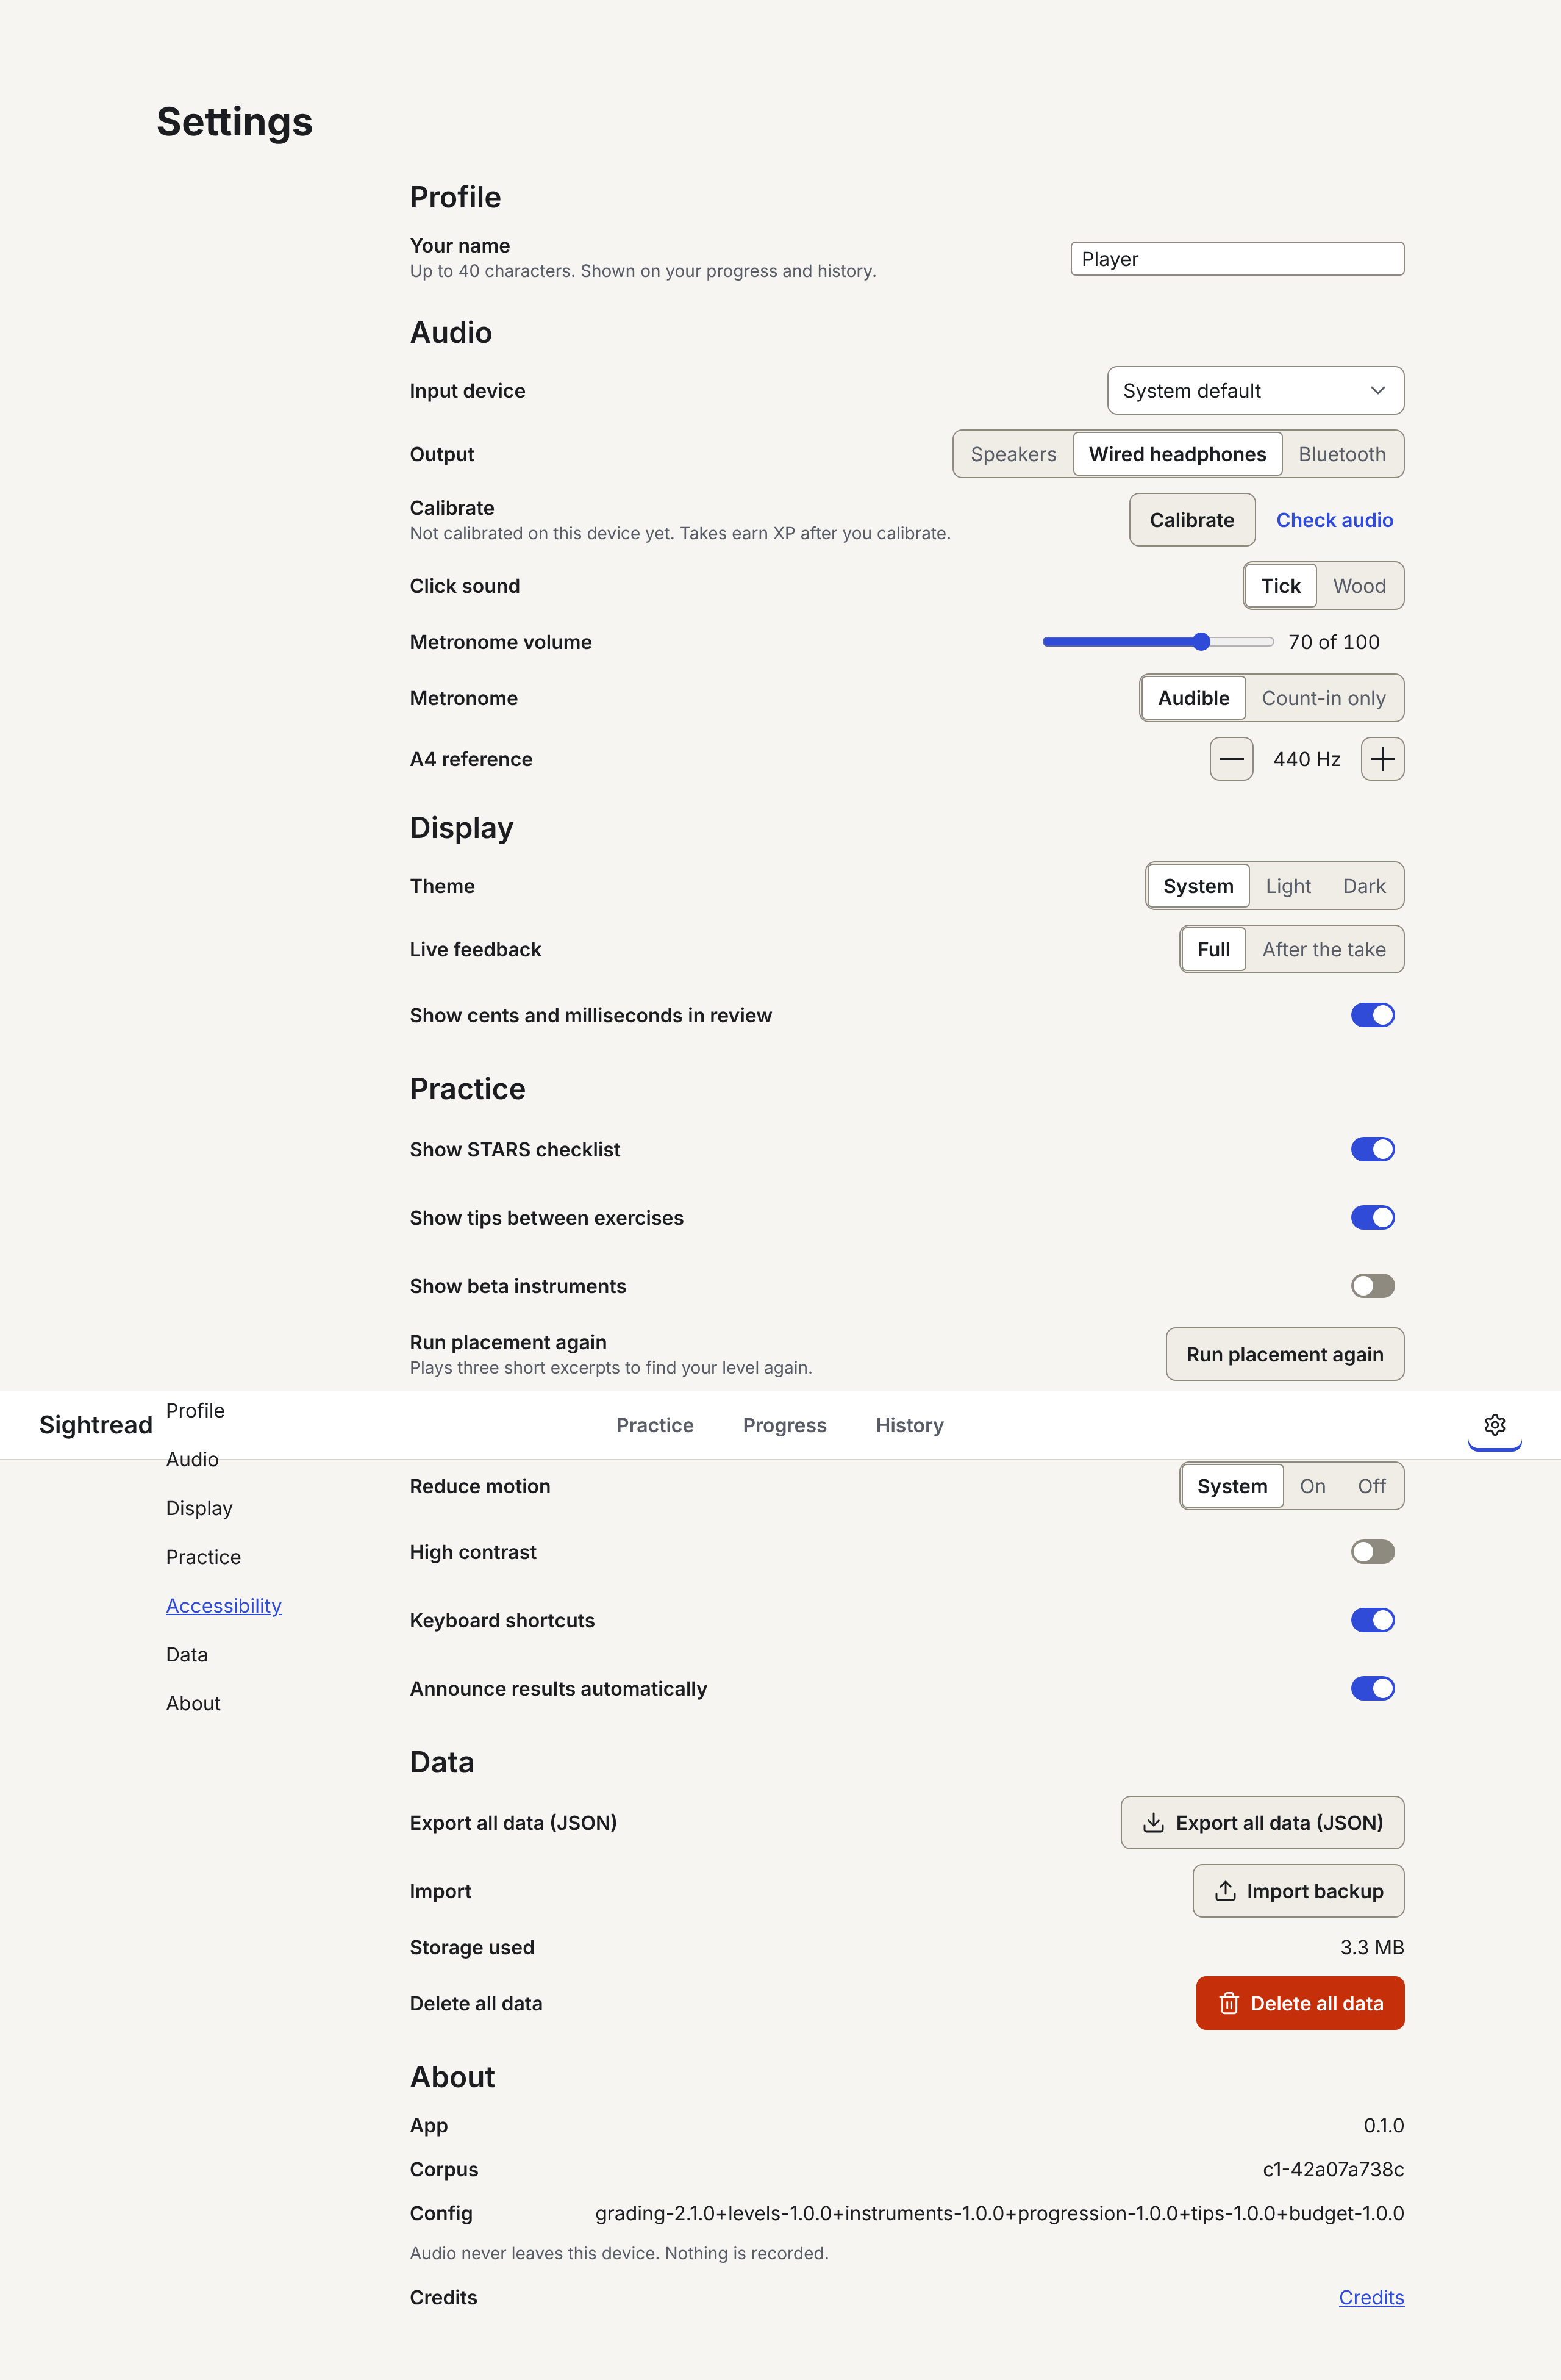 Settings
Profile
Your name
Up to 40 characters. Shown on your progress and history.
Player
Audio
Input device
System default
Output
Speakers Wired headphones Bluetooth
Calibrate
Not calibrated on this device yet. Takes earn XP after you calibrate.
Calibrate Check audio
Click sound
Tick Wood
Metronome volume
70 of 100
Metronome
Audible Count-in only
A4 reference
440 Hz
Display
Theme
System Light Dark
Live feedback
Full After the take
Show cents and milliseconds in review
Practice
Show STARS checklist
Show tips between exercises
Show beta instruments
Run placement again
Plays three short excerpts to find your level again.
Run placement again
Sightread
Practice Progress History
Profile
Audio
Display
Practice
Accessibility
Data
About
Reduce motion
System On Off
High contrast
Keyboard shortcuts
Announce results automatically
Data
Export all data (JSON)
Export all data (JSON)
Import
Import backup
Storage used
3.3 MB
Delete all data
Delete all data
About
App
0.1.0
Corpus
c1-42a07a738c
Config
grading-2.1.0+levels-1.0.0+instruments-1.0.0+progression-1.0.0+tips-1.0.0+budget-1.0.0
Audio never leaves this device. Nothing is recorded.
Credits
Credits